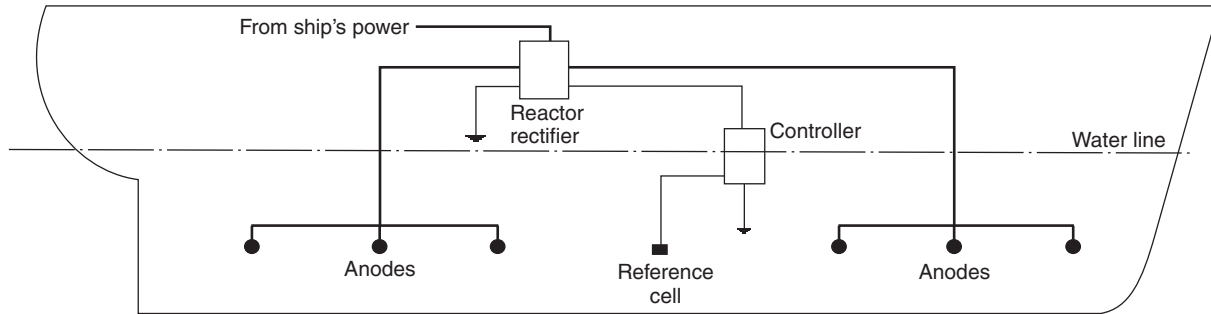 From ship's power
Reactor
rectifier
Controller
Water line
Anodes
Reference
cell
Anodes